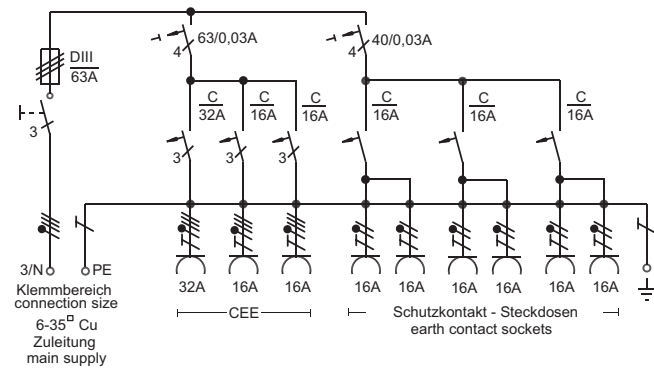 63/0,03A
40/0,03A
4
4
DIII
63A
C
32A
C
16A
C
16A
C
16A
C
16A
C
16A
3
3
3
3
3/N
PE
32A
16A
16A
16A
16A
16A
16A
16A
16A
Klemmbereich
connection size
6-35□ Cu
Zuleitung
main supply
CEE
Schutzkontakt - Steckdosen
earth contact sockets